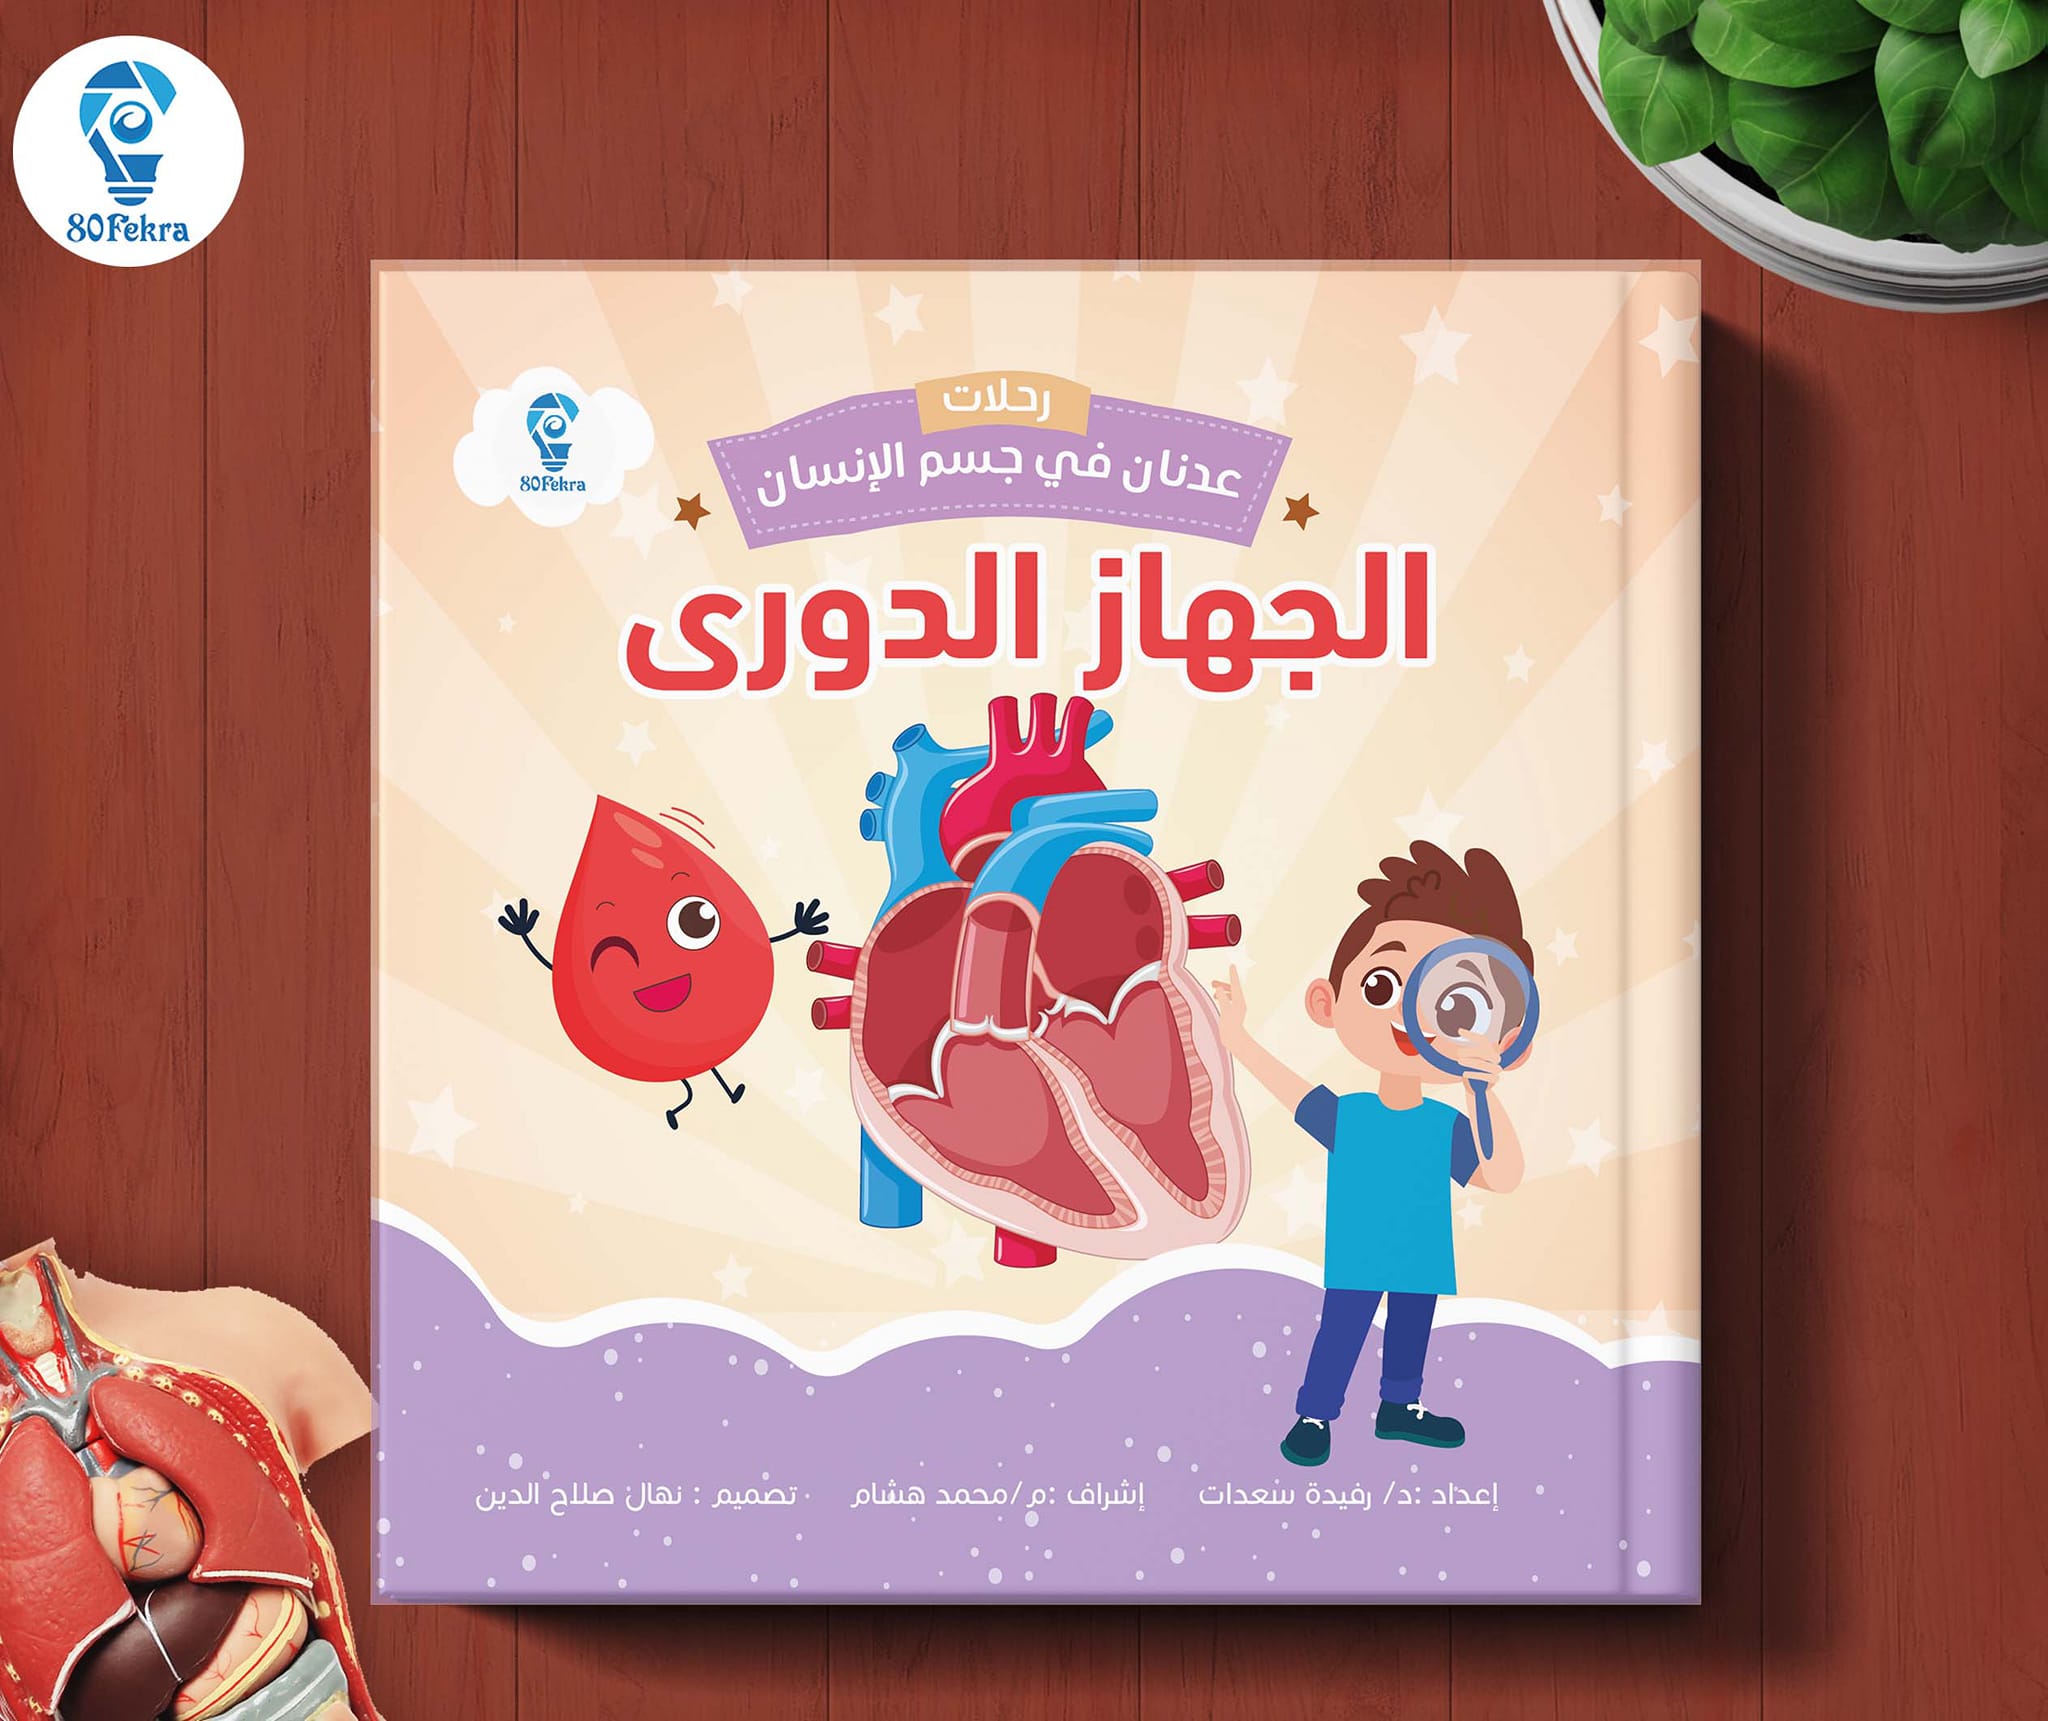 80Fekra
80Fekra
رحلات
عدنان في جسم الإنسان
الجهاز الدورى
إعداد :د/ رفيدة سعدات إشراف :م/محمد هشام تصميم : نهال صلاح الدين